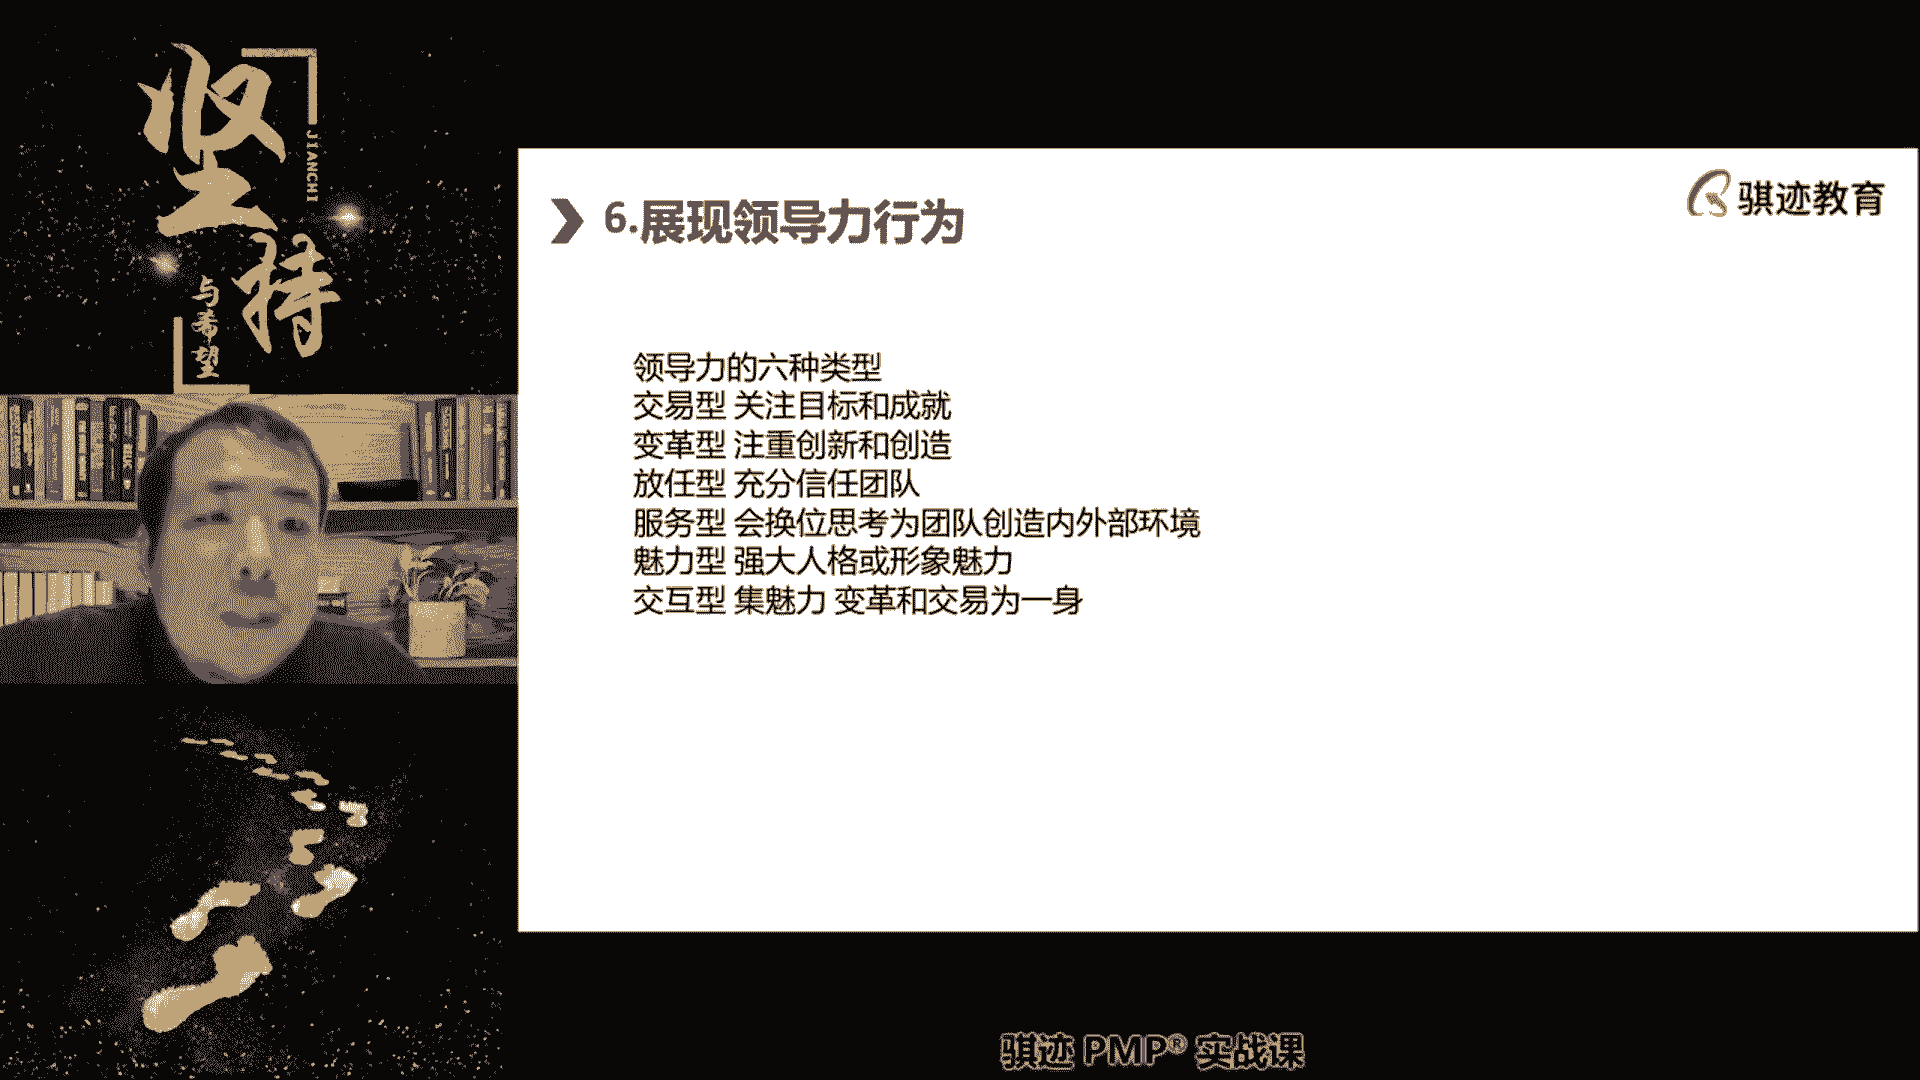 坚持
JIANCHI
与希望
骐迹教育
6.展现领导力行为
领导力的六种类型
交易型 关注目标和成就
变革型 注重创新和创造
放任型 充分信任团队
服务型 会换位思考为团队创造内外部环境
魅力型 强大人格或形象魅力
交互型 集魅力 变革和交易为一身
骐迹 PMP® 实战课